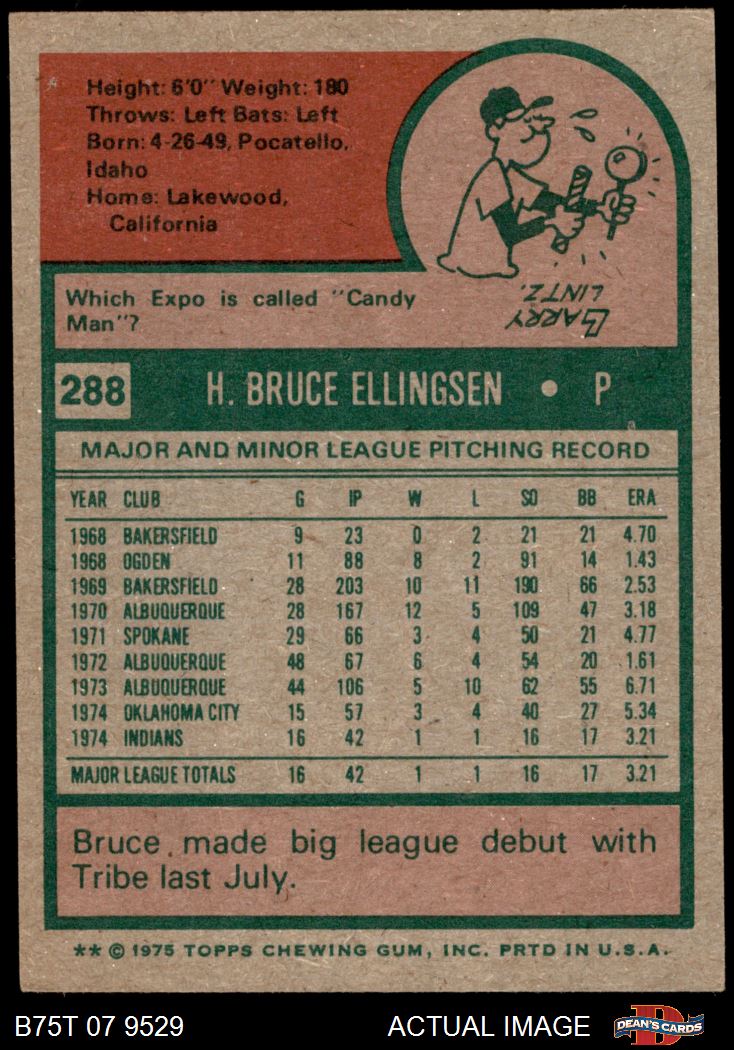 Height: 6'0" Weight: 180
Throws: Left Bats: Left
Born: 4-26-49, Pocatello,
Idaho
Home: Lakewood,
California
Which Expo is called "Candy
Man"?
LARRY
LINTZ.
288 H. BRUCE ELLINGSEN • P
MAJOR AND MINOR LEAGUE PITCHING RECORD
YEAR CLUB G IP W L SO BB ERA
1968 BAKERSFIELD 9 23 0 2 21 21 4.70
1968 OGDEN 11 88 8 2 91 14 1.43
1969 BAKERSFIELD 28 203 10 11 190 66 2.53
1970 ALBUQUERQUE 28 167 12 5 109 47 3.18
1971 SPOKANE 29 66 3 4 50 21 4.77
1972 ALBUQUERQUE 48 67 6 4 54 20 1.61
1973 ALBUQUERQUE 44 106 5 10 62 55 6.71
1974 OKLAHOMA CITY 15 57 3 4 40 27 5.34
1974 INDIANS 16 42 1 1 16 17 3.21
MAJOR LEAGUE TOTALS 16 42 1 1 16 17 3.21
Bruce made big league debut with
Tribe last July.
** © 1975 TOPPS CHEWING GUM, INC. PRTD IN U.S.A.
B75T 07 9529 ACTUAL IMAGE D DEAN'S CARDS